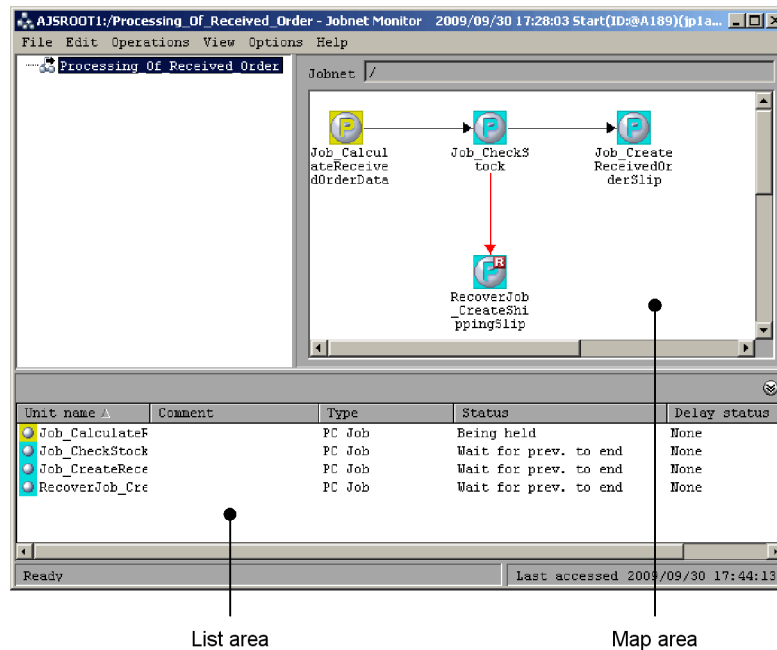 AJSROOT1:/Processing_Of_Received_Order - Jobnet Monitor 2009/09/30 17:28:03 Start(ID:@A189)(jp1a...
File Edit Operations View Options Help
Processing_Of_Received_Order
Jobnet /
P P P
Job_Calcul
ateReceive
dOrderData
Job_CheckS
tock
Job_Create
ReceivedOr
derSlip
P R
RecoverJob
_CreateShi
ppingSlip
Unit name Comment Type Status Delay status
Job_CalculateR PC Job Being held None
Job_CheckStock PC Job Wait for prev. to end None
Job_CreateRece PC Job Wait for prev. to end None
RecoverJob_Cre PC Job Wait for prev. to end None
Ready Last accessed 2009/09/30 17:44:13
List area Map area